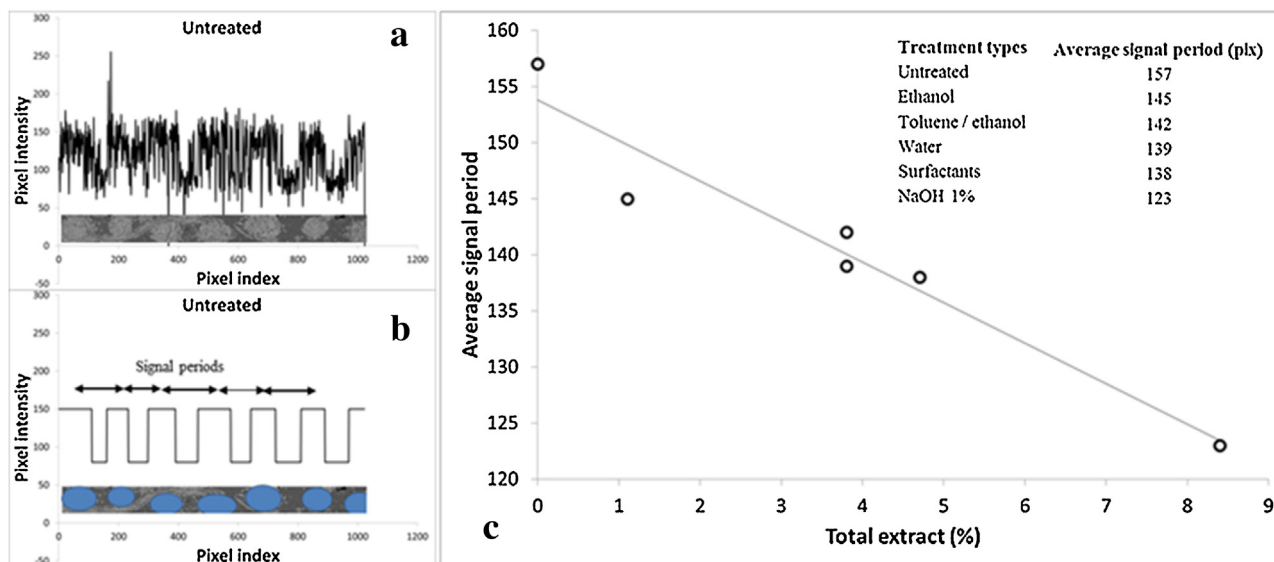 Untreated
a
300
250
200
150
100
50
0
-50
0 200 400 600 800 1000 1200
Pixel intensity
Pixel index
Untreated
b
300
250
200
150
100
50
0
-50
Signal periods
0 200 400 600 800 1000 1200
Pixel intensity
Pixel index
160
155
150
145
140
135
130
125
120
Average signal period
Treatment types Average signal period (pix)
Untreated 157
Ethanol 145
Toluene / ethanol 142
Water 139
Surfactants 138
NaOH 1% 123
0 1 2 3 4 5 6 7 8 9
c
Total extract (%)